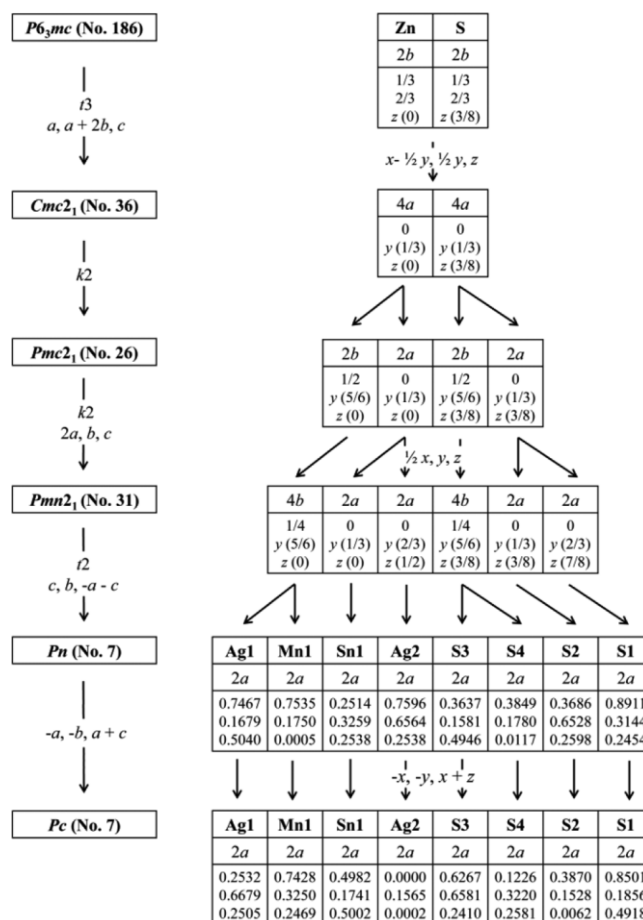 P6₃mc (No. 186)
Zn S
2b 2b
1/3 1/3
2/3 2/3
z (0) z (3/8)
t3
a, a + 2b, c
x- ½ y, ½ y, z
Cmc2₁ (No. 36)
4a 4a
0 0
y (1/3) y (1/3)
z (0) z (3/8)
k2
Pmc2₁ (No. 26)
2b 2a 2b 2a
1/2 0 1/2 0
y (5/6) y (1/3) y (5/6) y (1/3)
z (0) z (0) z (3/8) z (3/8)
k2
2a, b, c
½ x, y, z
Pmn2₁ (No. 31)
4b 2a 2a 4b 2a 2a
1/4 0 0 1/4 0 0
y (5/6) y (1/3) y (2/3) y (5/6) y (1/3) y (2/3)
z (0) z (0) z (1/2) z (3/8) z (3/8) z (7/8)
t2
c, b, -a - c
Pn (No. 7)
Ag1 Mn1 Sn1 Ag2 S3 S4 S2 S1
2a 2a 2a 2a 2a 2a 2a 2a
0.7467 0.7535 0.2514 0.7596 0.3637 0.3849 0.3686 0.8911
0.1679 0.1750 0.3259 0.6564 0.1581 0.1780 0.6528 0.3144
0.5040 0.0005 0.2538 0.2538 0.4946 0.0117 0.2598 0.2454
-a, -b, a + c
-x, -y, x + z
Pc (No. 7)
Ag1 Mn1 Sn1 Ag2 S3 S4 S2 S1
2a 2a 2a 2a 2a 2a 2a 2a
0.2532 0.7428 0.4982 0.0000 0.6267 0.1226 0.3870 0.8501
0.6679 0.3250 0.1741 0.1565 0.6581 0.3220 0.1528 0.1856
0.2505 0.2469 0.5002 0.0002 0.2410 0.2581 0.0062 0.4918